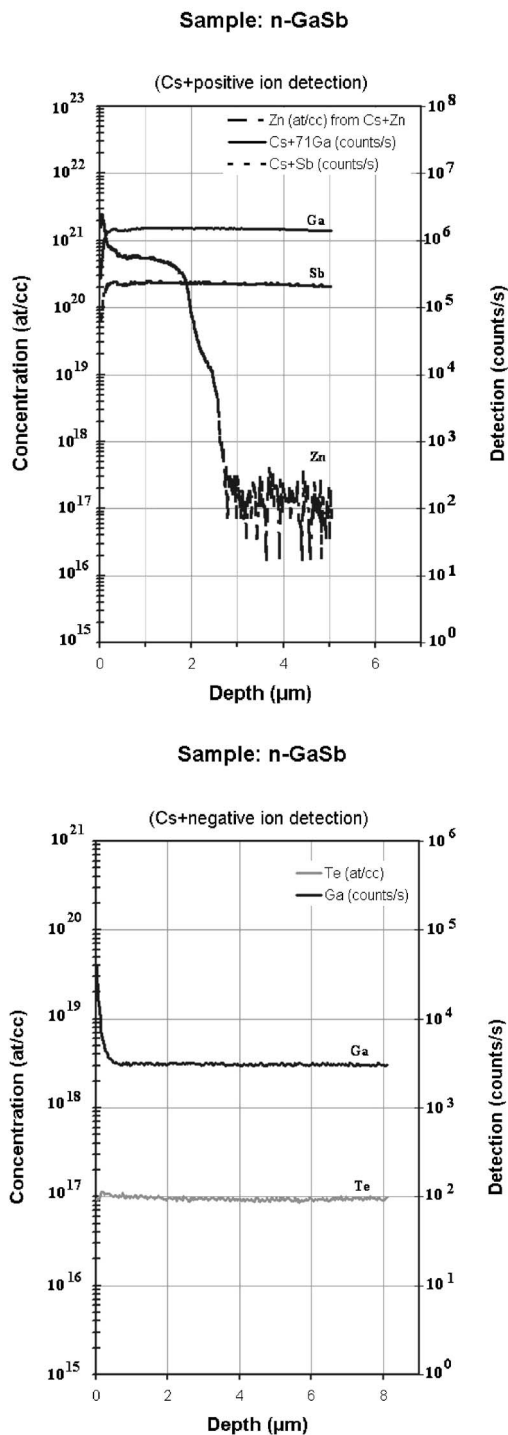 Sample: n-GaSb
(Cs+positive ion detection)
Zn (at/cc) from Cs+Zn
Cs+71Ga (counts/s)
Cs+Sb (counts/s)
Concentration (at/cc)
10^23
10^22
10^21
10^20
10^19
10^18
10^17
10^16
10^15
Ga
Sb
Zn
10^8
10^7
10^6
10^5
10^4
10^3
10^2
10^1
10^0
Detection (counts/s)
0 2 4 6
Depth (µm)
Sample: n-GaSb
(Cs+negative ion detection)
Te (at/cc)
Ga (counts/s)
Concentration (at/cc)
10^21
10^20
10^19
10^18
10^17
10^16
10^15
Ga
Te
10^6
10^5
10^4
10^3
10^2
10^1
10^0
Detection (counts/s)
0 2 4 6 8
Depth (µm)